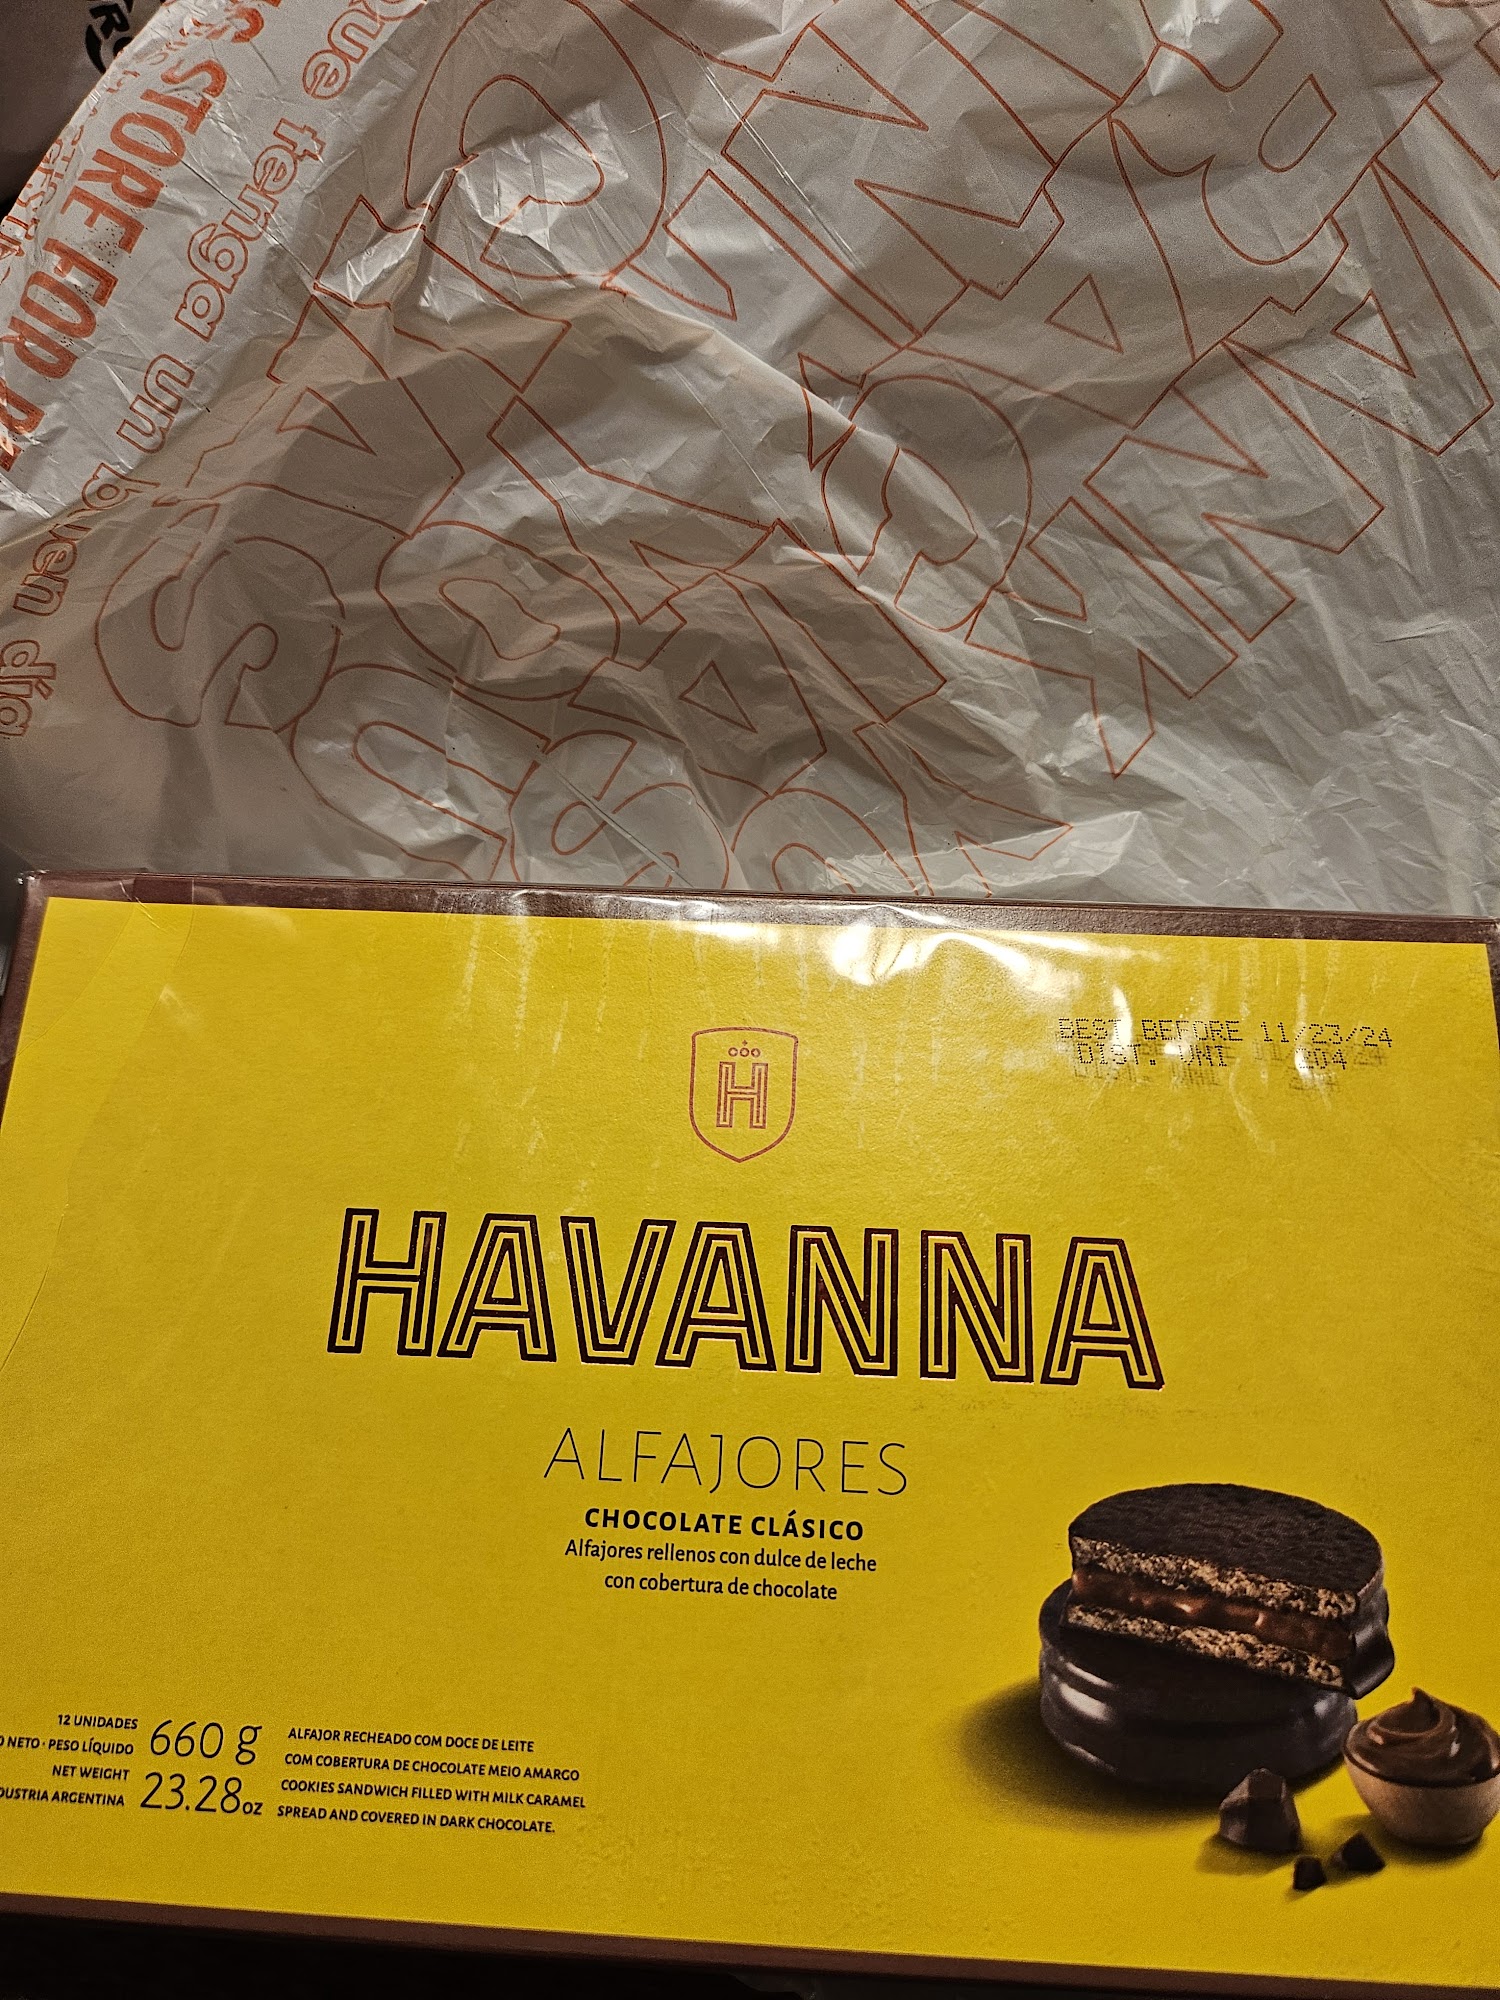 STORE FOR
Que tenga un buen día
H
BEST BEFORE 11/23/24
DIST. UNI 204
HAVANNA
ALFAJORES
CHOCOLATE CLÁSICO
Alfajores rellenos con dulce de leche
con cobertura de chocolate
12 UNIDADES
NETO · PESO LÍQUIDO 660 g
NET WEIGHT
ARGENTINA 23.28oz
ALFAJOR RECHEADO COM DOCE DE LEITE
COM COBERTURA DE CHOCOLATE MEIO AMARGO
COOKIES SANDWICH FILLED WITH MILK CARAMEL
SPREAD AND COVERED IN DARK CHOCOLATE.